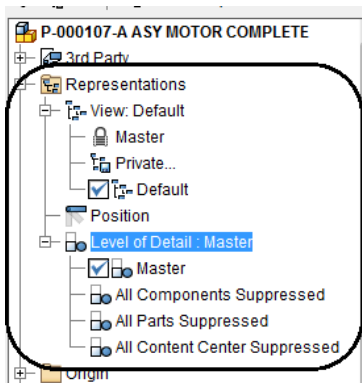 P-000107-A ASY MOTOR COMPLETE
3rd Party
Representations
View: Default
Master
Private...
Default
Position
Level of Detail : Master
Master
All Components Suppressed
All Parts Suppressed
All Content Center Suppressed
Origin